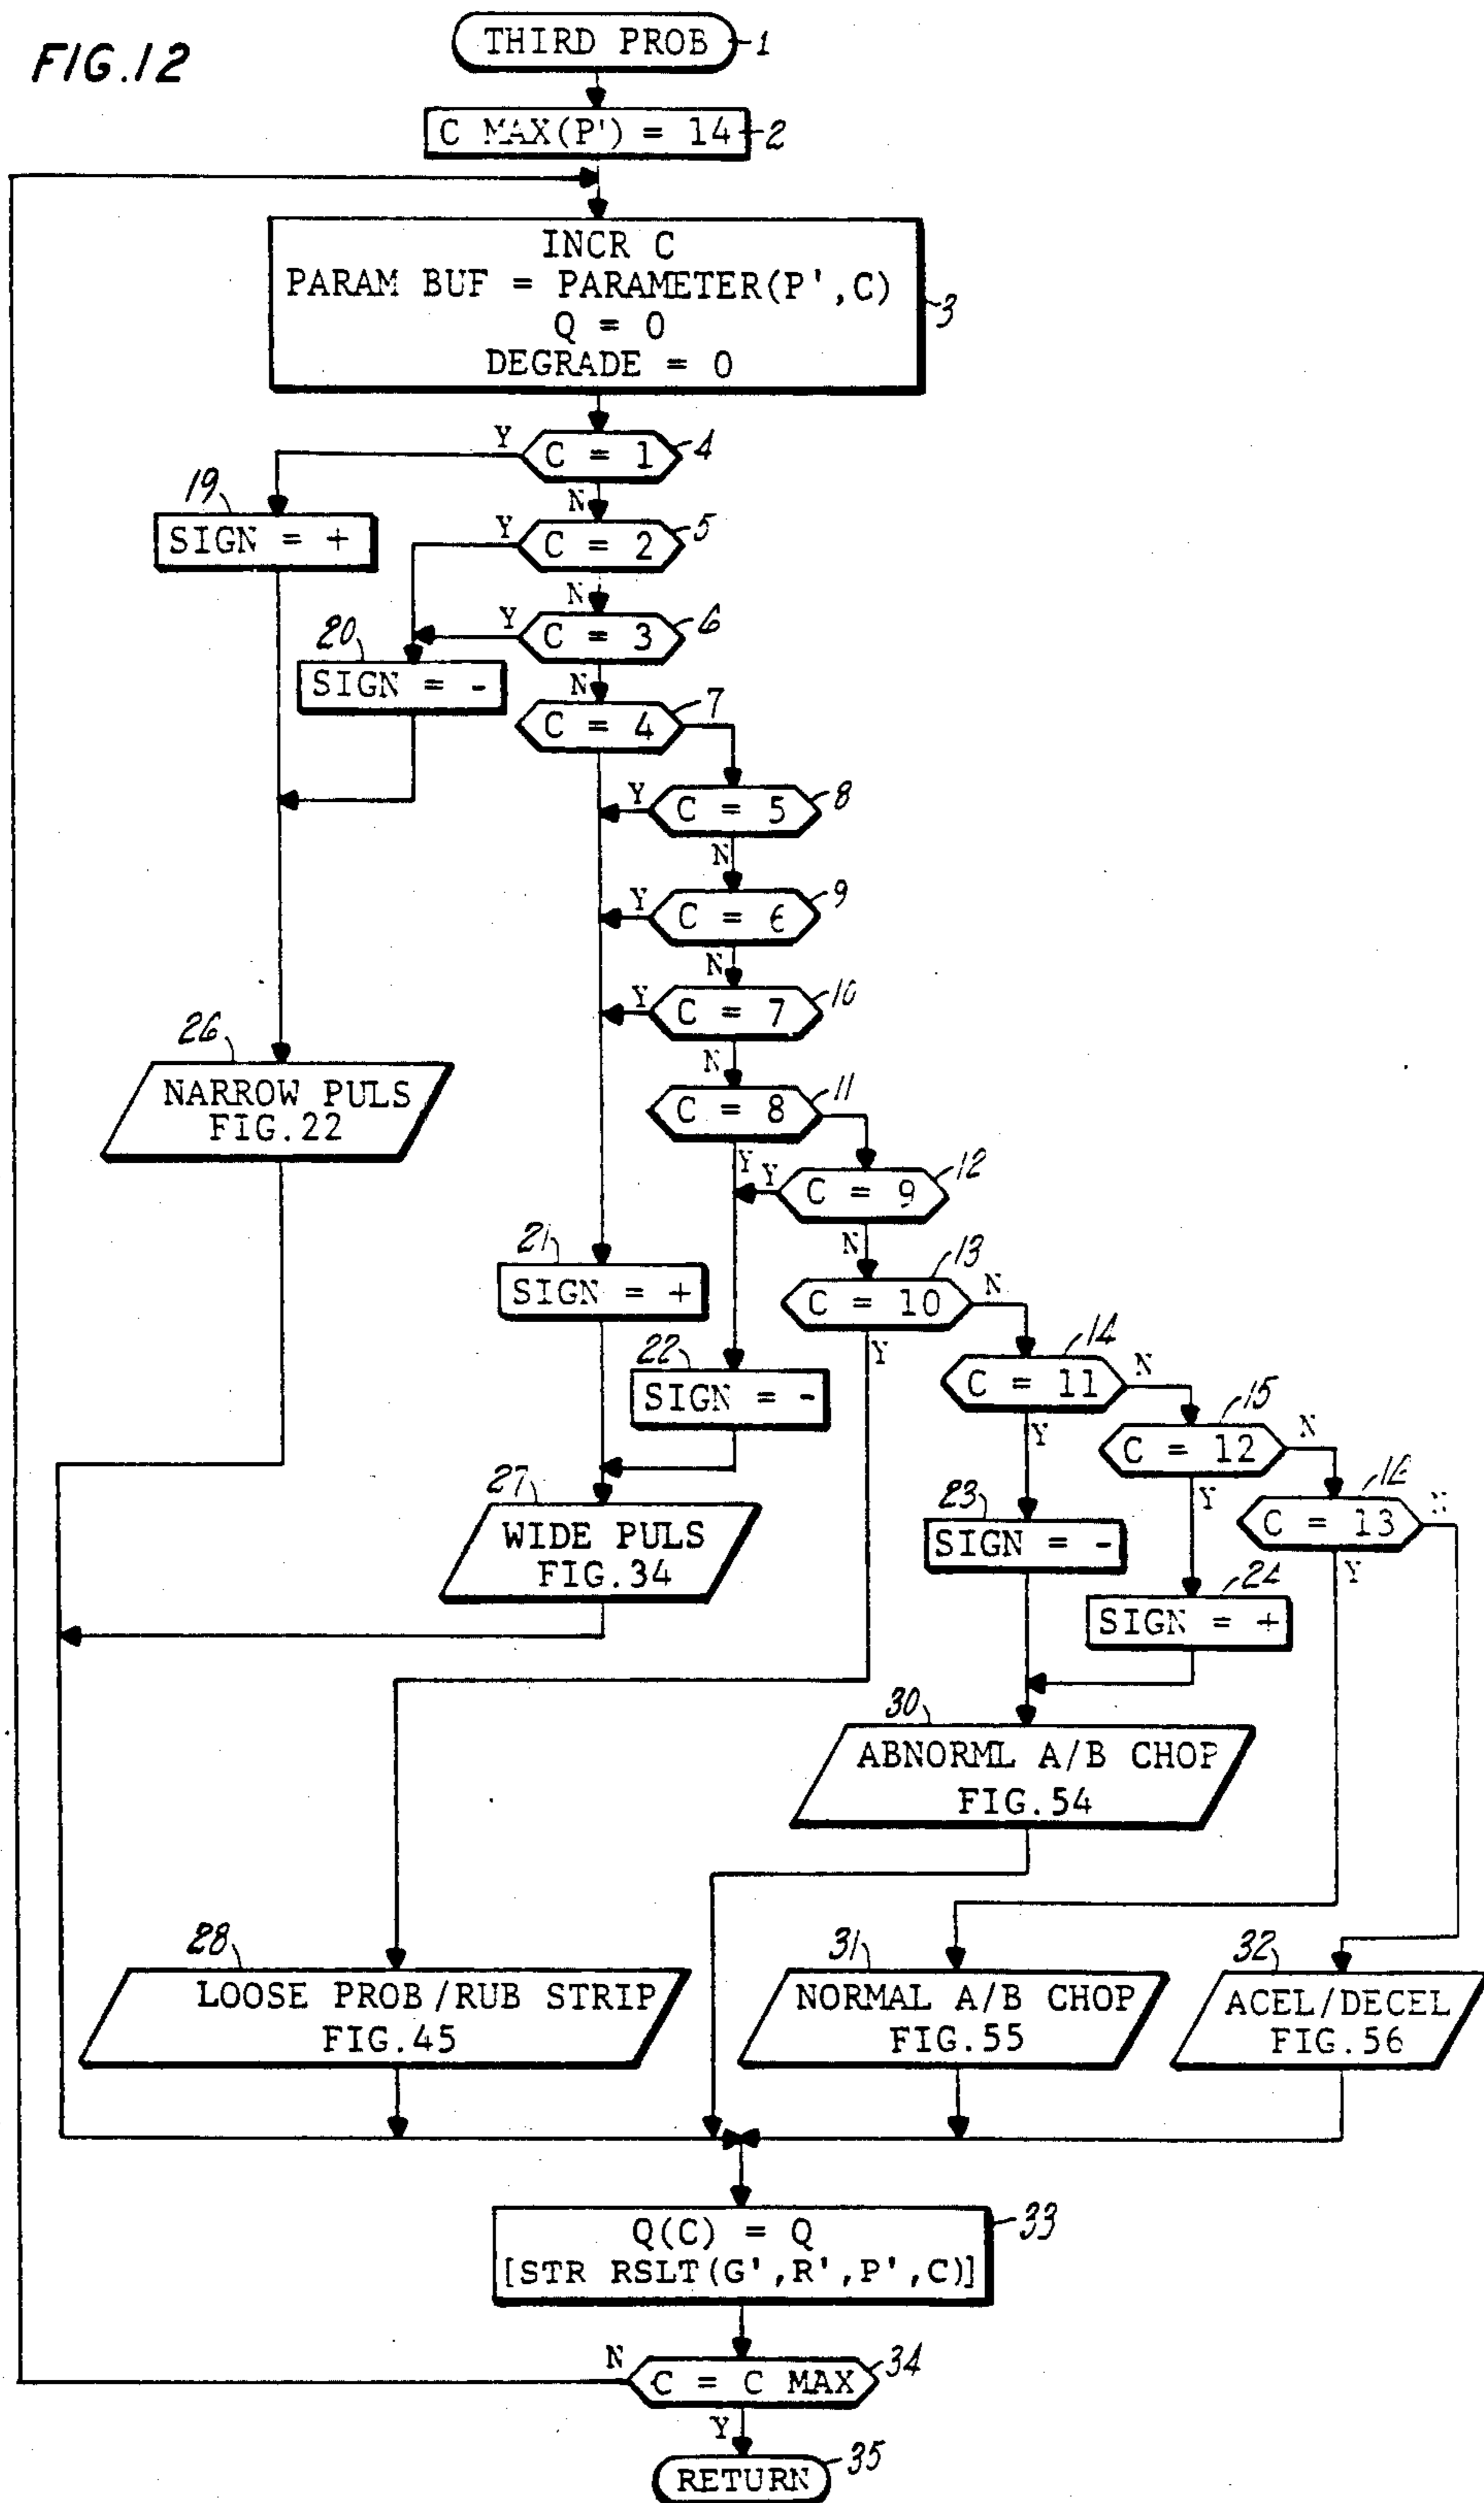 FIG.12
THIRD PROB
1
C MAX(P') = 14
2
INCR C
PARAM BUF = PARAMETER(P',C)
Q = 0
DEGRADE = 0
3
Y
C = 1
4
N
19
SIGN = +
Y
C = 2
5
N
Y
C = 3
6
20
SIGN = -
N
C = 4
7
Y
C = 5
8
N
Y
C = 6
9
N
Y
C = 7
10
N
26
NARROW PULS
FIG.22
C = 8
11
Y
Y
C = 9
12
N
21
SIGN = +
C = 10
13
N
Y
22
SIGN = -
C = 11
14
N
Y
C = 12
15
N
Y
27
WIDE PULS
FIG.34
23
SIGN = -
C = 13
16
N
Y
24
SIGN = +
30
ABNORML A/B CHOP
FIG.54
28
LOOSE PROB/RUB STRIP
FIG.45
31
NORMAL A/B CHOP
FIG.55
32
ACEL/DECEL
FIG.56
Q(C) = Q
[STR RSLT(G',R',P',C)]
33
N
C = C MAX
34
Y
RETURN
35